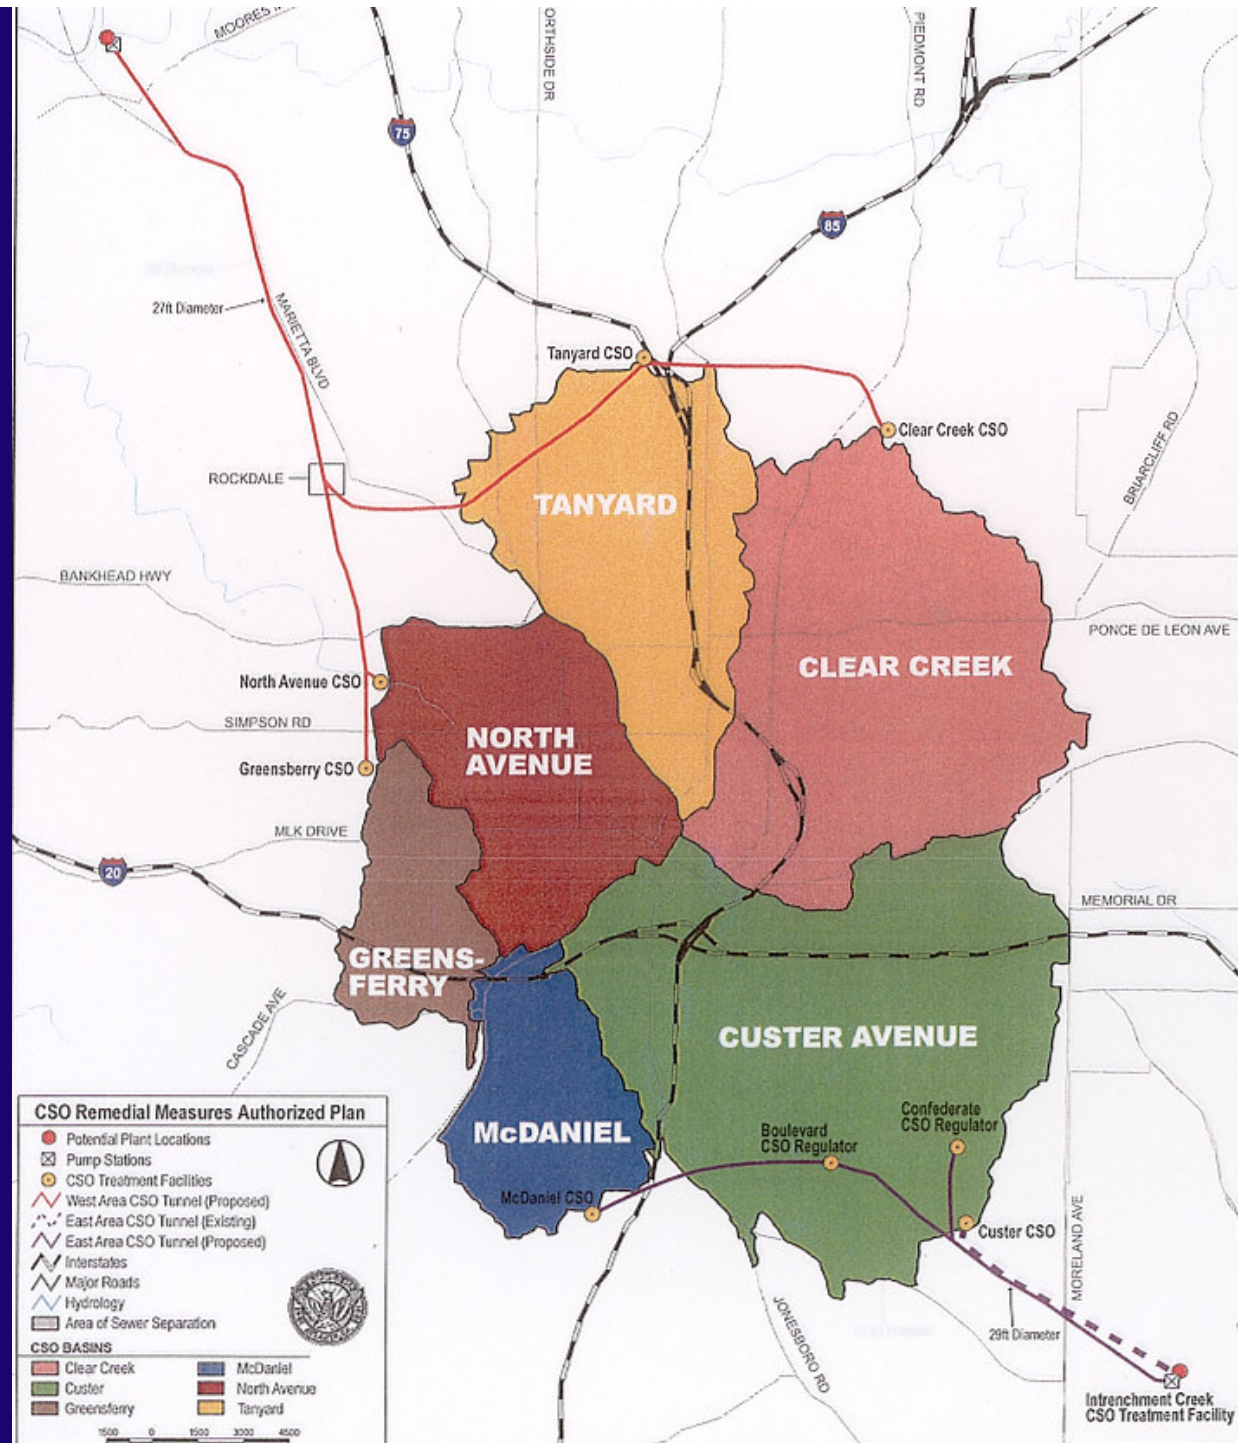 MOORES
ORTHSIDE DR
PIEDMONT RD
75
85
27ft Diameter
MARIETTA BLVD
Tanyard CSO
Clear Creek CSO
ROCKDALE
TANYARD
BRIARCLIFF RD
BANKHEAD HWY
PONCE DE LEON AVE
CLEAR CREEK
North Avenue CSO
SIMPSON RD
NORTH
AVENUE
Greensberry CSO
MLK DRIVE
20
MEMORIAL DR
GREENS-
FERRY
CASCADE AVE
CUSTER AVENUE
Confederate
CSO Regulator
Boulevard
CSO Regulator
McDANIEL
McDaniel CSO
Custer CSO
MORELAND AVE
JONESBORO RD
29ft Diameter
Intrenchment Creek
CSO Treatment Facility
CSO Remedial Measures Authorized Plan
Potential Plant Locations
Pump Stations
CSO Treatment Facilities
West Area CSO Tunnel (Proposed)
East Area CSO Tunnel (Existing)
East Area CSO Tunnel (Proposed)
Interstates
Major Roads
Hydrology
Area of Sewer Separation
CSO BASINS
Clear Creek
McDaniel
Custer
North Avenue
Greensferry
Tanyard
1500 0 1500 3000 4500